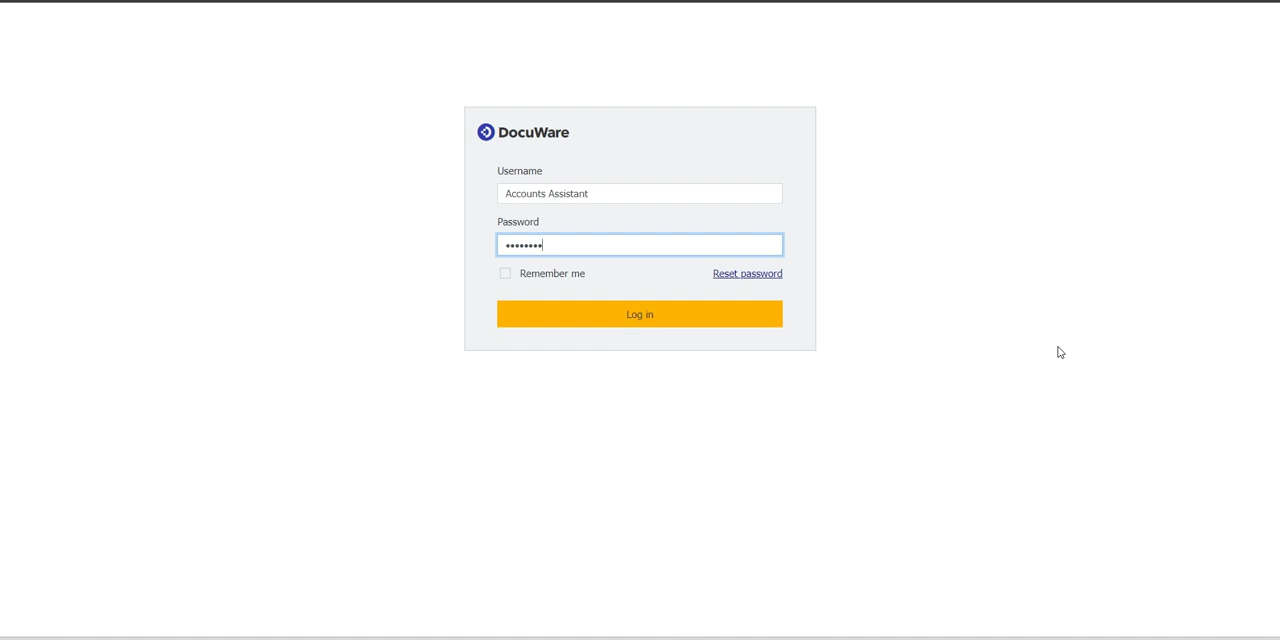 DocuWare
Username
Accounts Assistant
Password
••••••••
Remember me Reset password
Log in